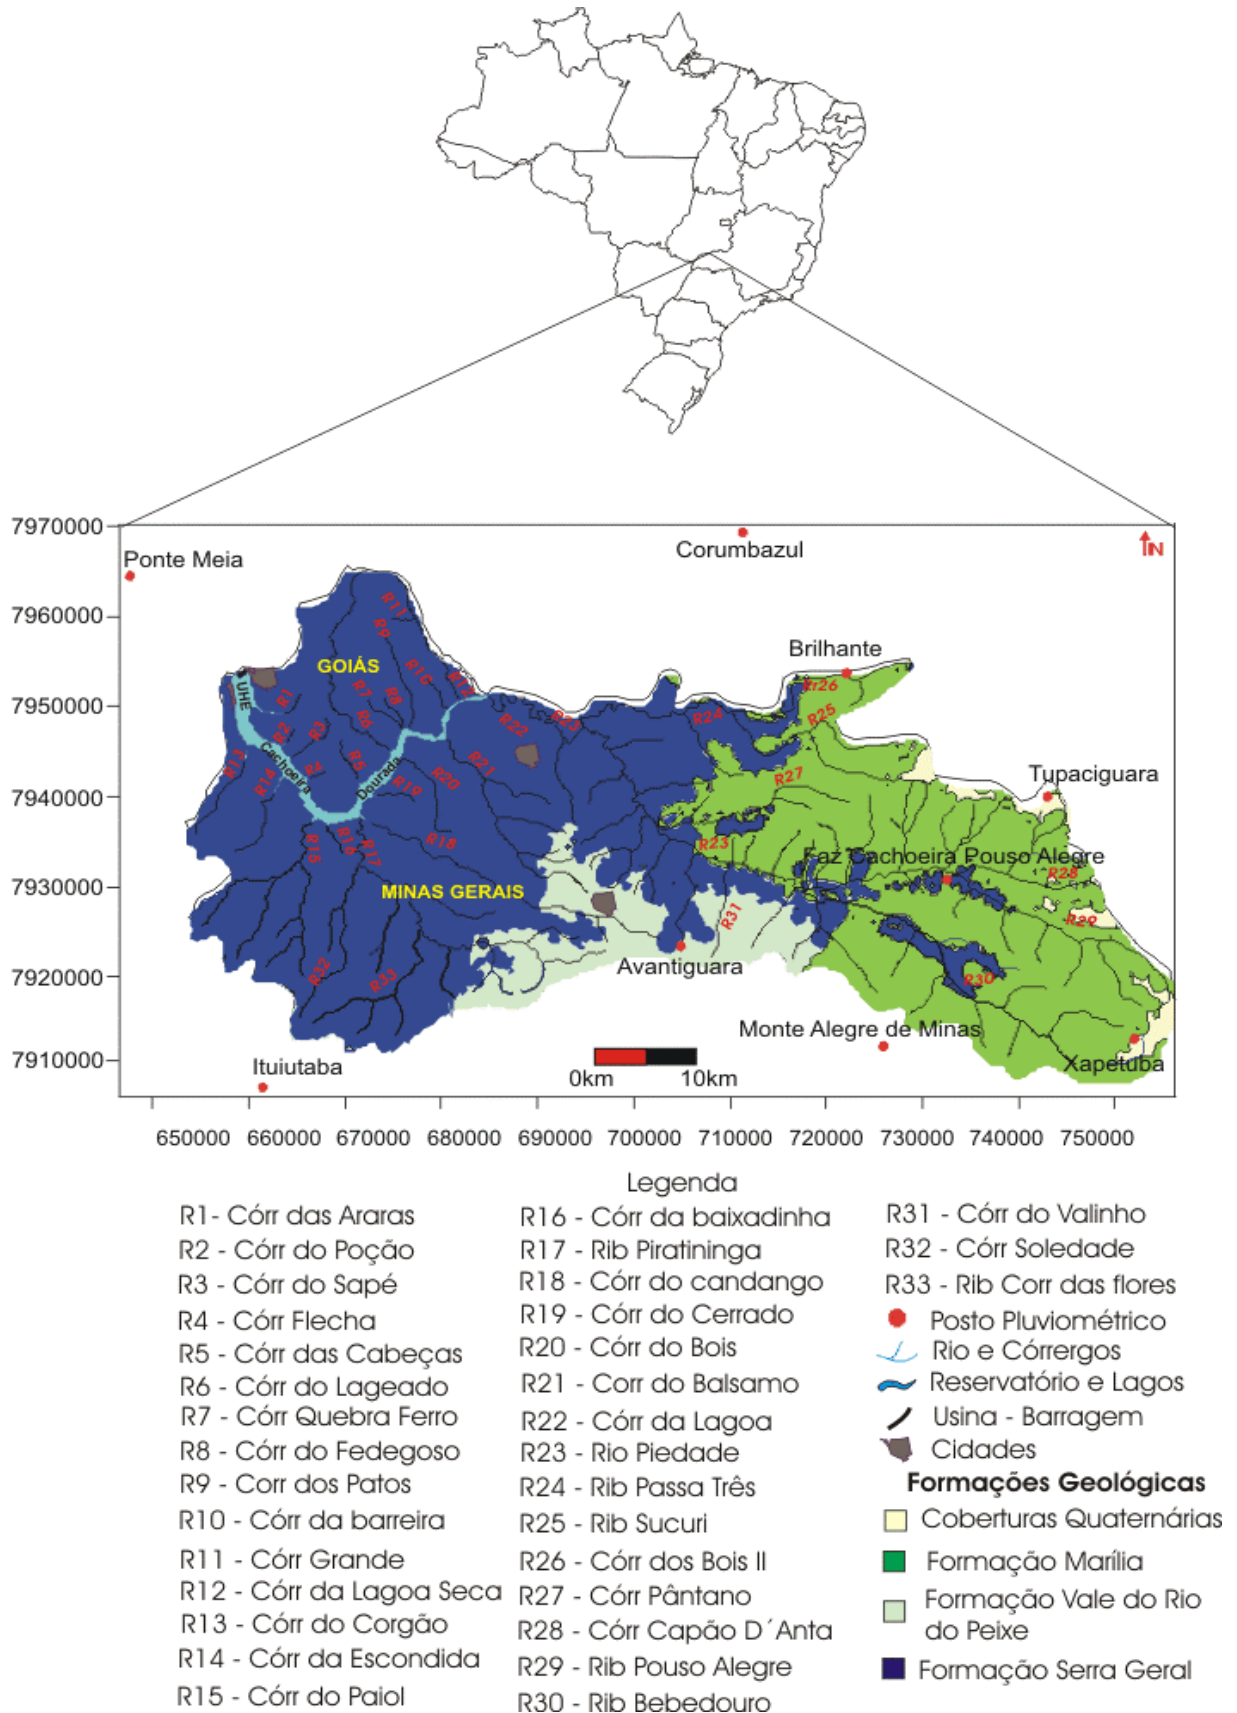 7970000
7960000
7950000
7940000
7930000
7920000
7910000
Ponte Meia
Corumbazul
IN
Brilhante
GOIÁS
R11
R9
R10
R12
R7
R8
R6
R1
R2
R3
R4
R5
UHE
Cachoeira
Dourada
R13
R14
R22
R23
R24
Rr26
R25
R27
R21
R20
R19
R18
R15
R16
R17
Tupaciguara
R23
Faz Cachoeira Pouso Alegre
R28
R29
MINAS GERAIS
R31
R32
R33
R30
Avantiguara
Monte Alegre de Minas
Xapetuba
Ituiutaba
0km 10km
650000 660000 670000 680000 690000 700000 710000 720000 730000 740000 750000
Legenda
R1- Córr das Araras
R2 - Córr do Poção
R3 - Córr do Sapé
R4 - Córr Flecha
R5 - Córr das Cabeças
R6 - Córr do Lageado
R7 - Córr Quebra Ferro
R8 - Córr do Fedegoso
R9 - Corr dos Patos
R10 - Córr da barreira
R11 - Córr Grande
R12 - Córr da Lagoa Seca
R13 - Córr do Corgão
R14 - Córr da Escondida
R15 - Córr do Paiol
R16 - Córr da baixadinha
R17 - Rib Piratininga
R18 - Córr do candango
R19 - Córr do Cerrado
R20 - Córr do Bois
R21 - Corr do Balsamo
R22 - Córr da Lagoa
R23 - Rio Piedade
R24 - Rib Passa Três
R25 - Rib Sucuri
R26 - Córr dos Bois II
R27 - Córr Pântano
R28 - Córr Capão D´Anta
R29 - Rib Pouso Alegre
R30 - Rib Bebedouro
R31 - Córr do Valinho
R32 - Córr Soledade
R33 - Rib Corr das flores
Posto Pluviométrico
Rio e Córrergos
Reservatório e Lagos
Usina - Barragem
Cidades
Formações Geológicas
Coberturas Quaternárias
Formação Marília
Formação Vale do Rio
do Peixe
Formação Serra Geral